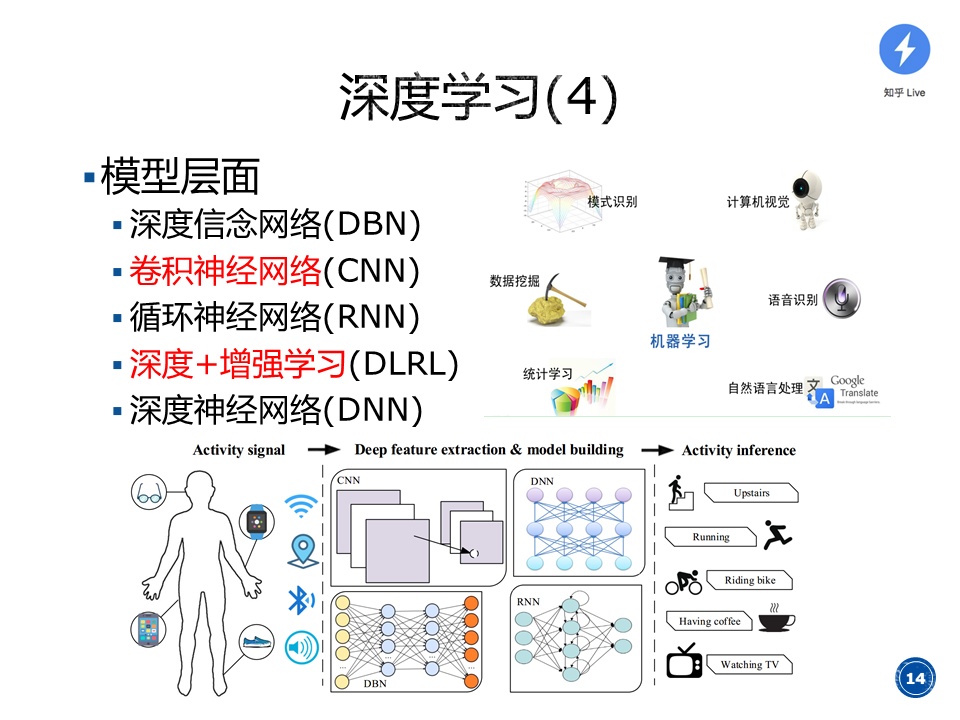 知乎 Live
深度学习(4)
模型层面
深度信念网络(DBN)
卷积神经网络(CNN)
循环神经网络(RNN)
深度+增强学习(DLRL)
深度神经网络(DNN)
模式识别
计算机视觉
数据挖掘
语音识别
机器学习
统计学习
自然语言处理
文
A
Google
Translate
Activity signal
Deep feature extraction & model building
Activity inference
CNN
DNN
DBN
RNN
Upstairs
Running
Riding bike
Having coffee
Watching TV
14